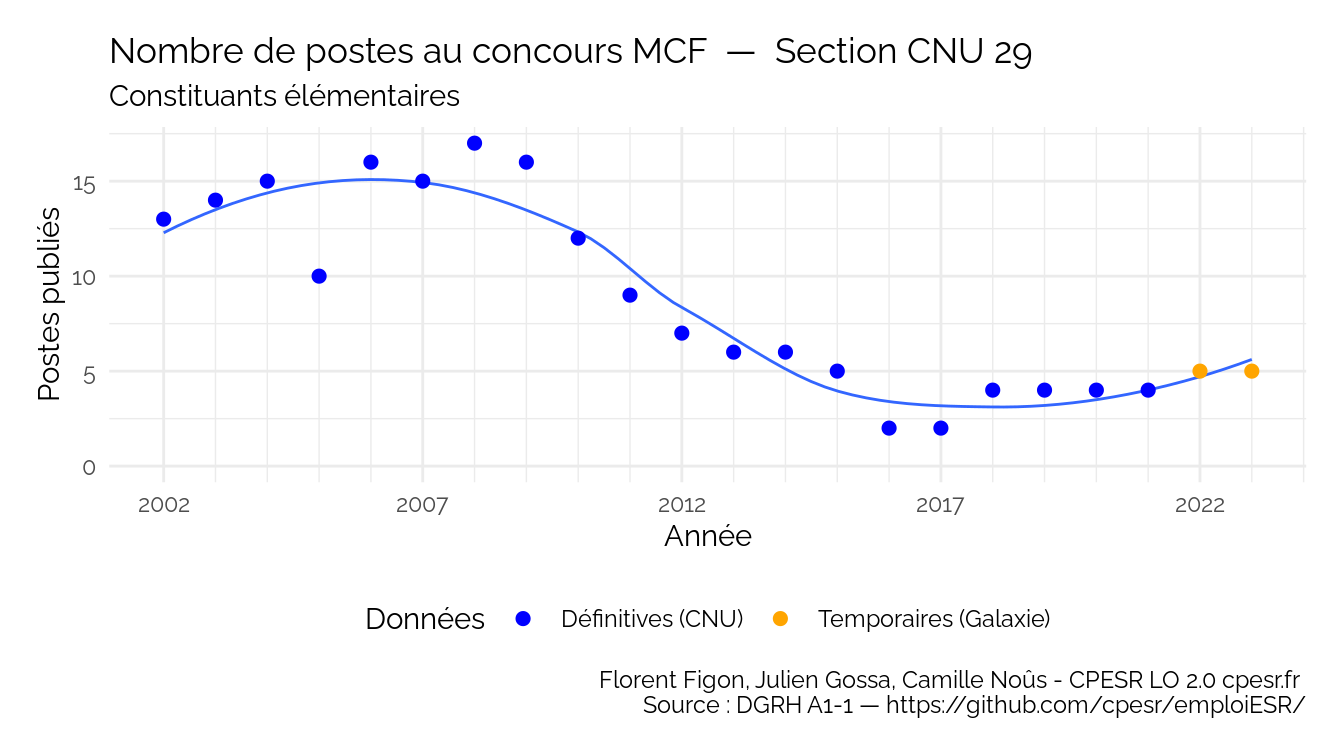 Nombre de postes au concours MCF — Section CNU 29
Constituants élémentaires
Postes publiés
15
10
5
0
2002 2007 2012 2017 2022
Année
Données Définitives (CNU) Temporaires (Galaxie)
Florent Figon, Julien Gossa, Camille Noûs - CPESR LO 2.0 cpesr.fr
Source : DGRH A1-1 — https://github.com/cpesr/emploiESR/